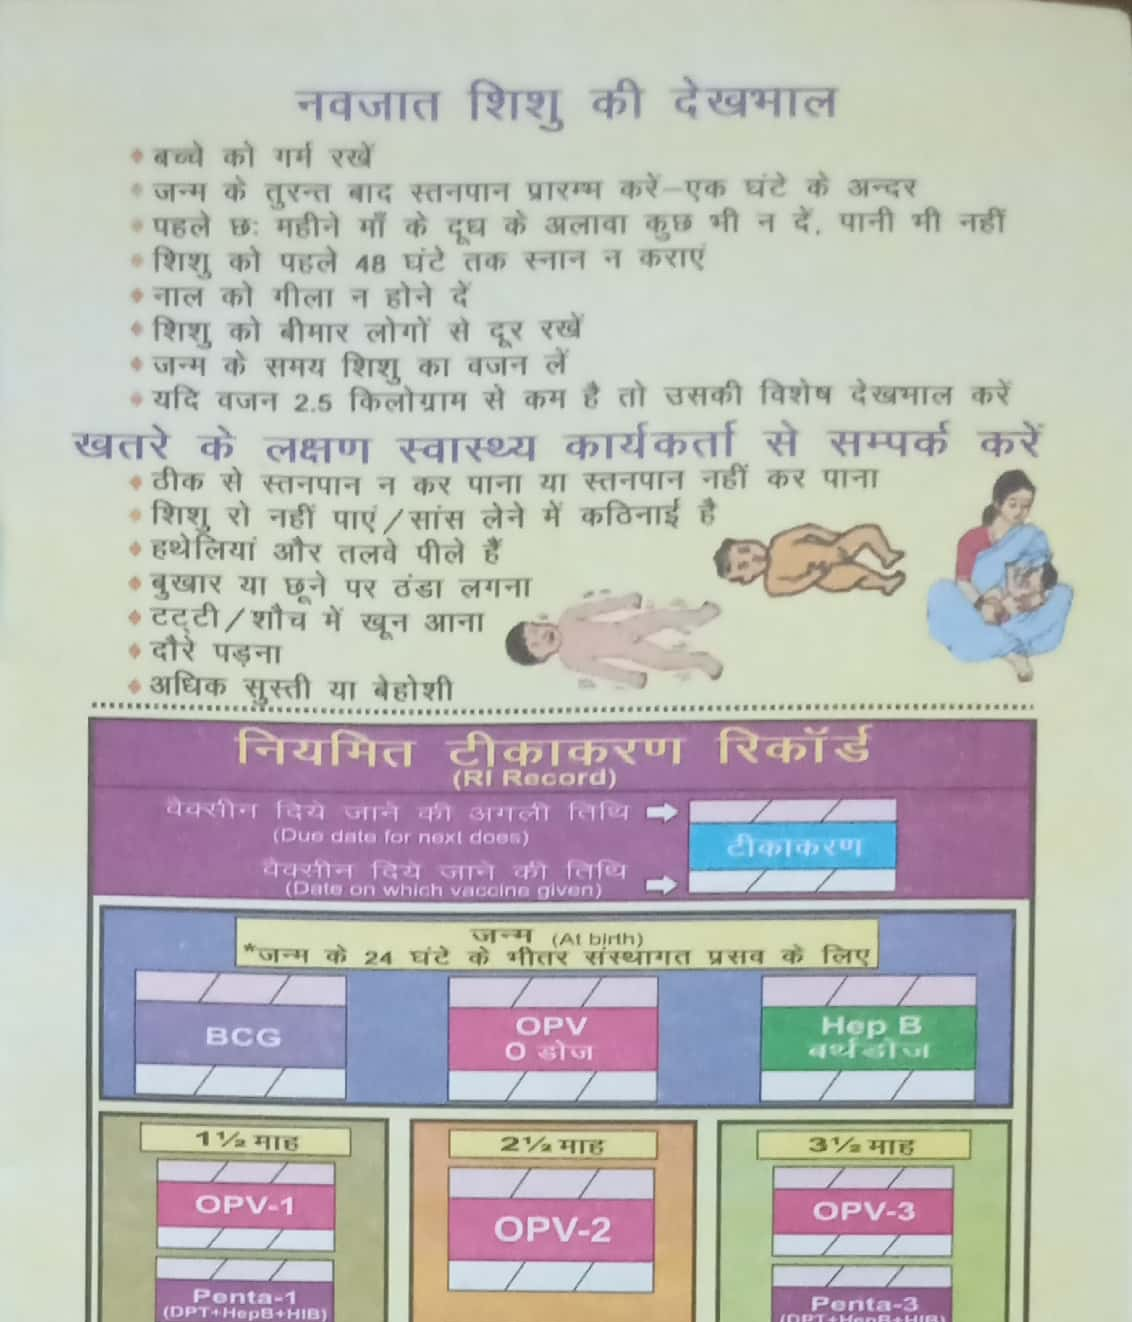 नवजात शिशु की देखभाल
बच्चे को गर्म रखें
जन्म के तुरन्त बाद स्तनपान प्रारम्भ करें-एक घंटे के अन्दर
पहले छः महीने माँ के दूध के अलावा कुछ भी न दें, पानी भी नहीं
शिशु को पहले 48 घंटे तक स्नान न कराएं
नाल को गीला न होने दें
शिशु को बीमार लोगों से दूर रखें
जन्म के समय शिशु का वजन लें
यदि वजन 2.5 किलोग्राम से कम है तो उसकी विशेष देखभाल करें
खतरे के लक्षण स्वास्थ्य कार्यकर्ता से सम्पर्क करें
ठीक से स्तनपान न कर पाना या स्तनपान नहीं कर पाना
शिशु रो नहीं पाएं/सांस लेने में कठिनाई है
हथेलियां और तलवे पीले हैं
बुखार या छूने पर ठंडा लगना
टट्टी/शौच में खून आना
दौरे पड़ना
अधिक सुस्ती या बेहोशी
नियमित टीकाकरण रिकॉर्ड
(RI Record)
वैक्सीन दिये जाने की अगली तिथि
(Due date for next does)
टीकाकरण
वैक्सीन दिये जाने की तिथि
(Date on which vaccine given)
जन्म (At birth)
*जन्म के 24 घंटे के भीतर संस्थागत प्रसव के लिए
BCG
OPV
0 डोज
Hep B
बर्थडोज
1½ माह
2½ माह
3½ माह
OPV-1
OPV-2
OPV-3
Penta-1
(DPT+HepB+HIB)
Penta-3
(DPT+HepB+HIB)